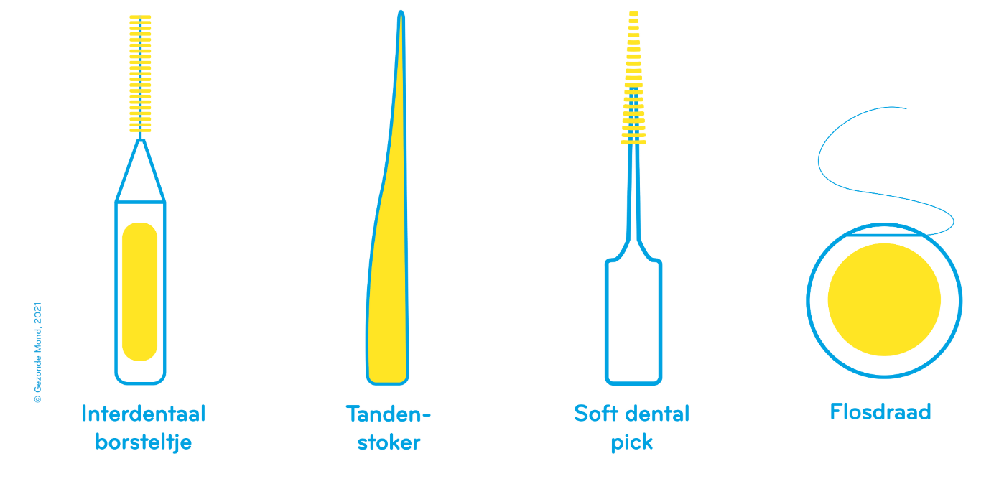 Interdentaal
borsteltje
Tanden-
stoker
Soft dental
pick
Flosdraad
© Gezonde Mond, 2021